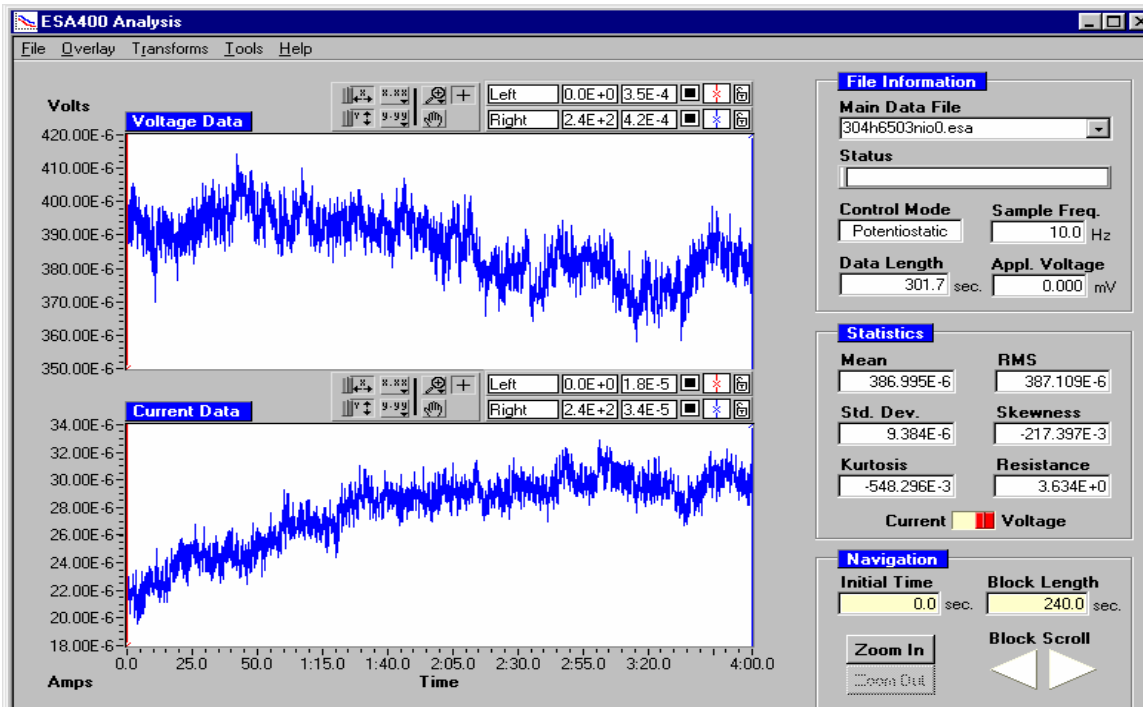 ESA400 Analysis
File Overlay Transforms Tools Help
Volts
Voltage Data
Left 0.0E+0 3.5E-4
Right 2.4E+2 4.2E-4
420.00E-6
410.00E-6
400.00E-6
390.00E-6
380.00E-6
370.00E-6
360.00E-6
350.00E-6
Current Data
Left 0.0E+0 1.8E-5
Right 2.4E+2 3.4E-5
34.00E-6
32.00E-6
30.00E-6
28.00E-6
26.00E-6
24.00E-6
22.00E-6
20.00E-6
18.00E-6
0.0 25.0 50.0 1:15.0 1:40.0 2:05.0 2:30.0 2:55.0 3:20.0 4:00.0
Amps Time
File Information
Main Data File
304h6503nio0.esa
Status
Control Mode Sample Freq.
Potentiostatic 10.0 Hz
Data Length Appl. Voltage
301.7 sec. 0.000 mV
Statistics
Mean RMS
386.995E-6 387.109E-6
Std. Dev. Skewness
9.384E-6 -217.397E-3
Kurtosis Resistance
-548.296E-3 3.634E+0
Current Voltage
Navigation
Initial Time Block Length
0.0 sec. 240.0 sec.
Zoom In Block Scroll
Zoom Out